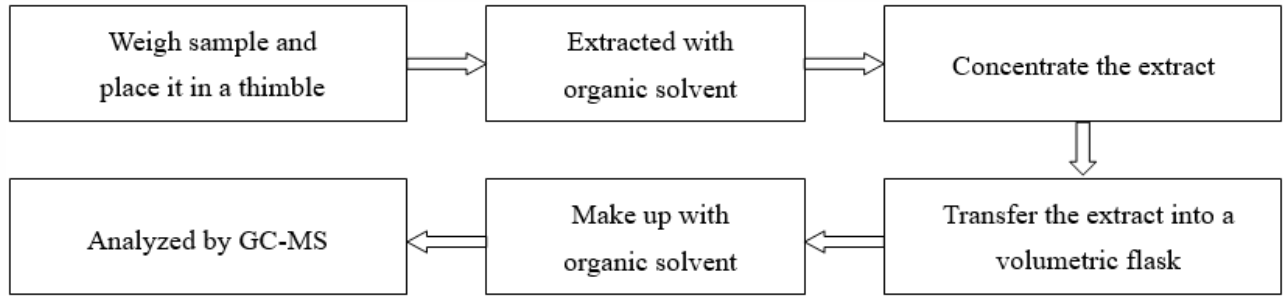 Weigh sample and
place it in a thimble
Extracted with
organic solvent
Concentrate the extract
Transfer the extract into a
volumetric flask
Make up with
organic solvent
Analyzed by GC-MS